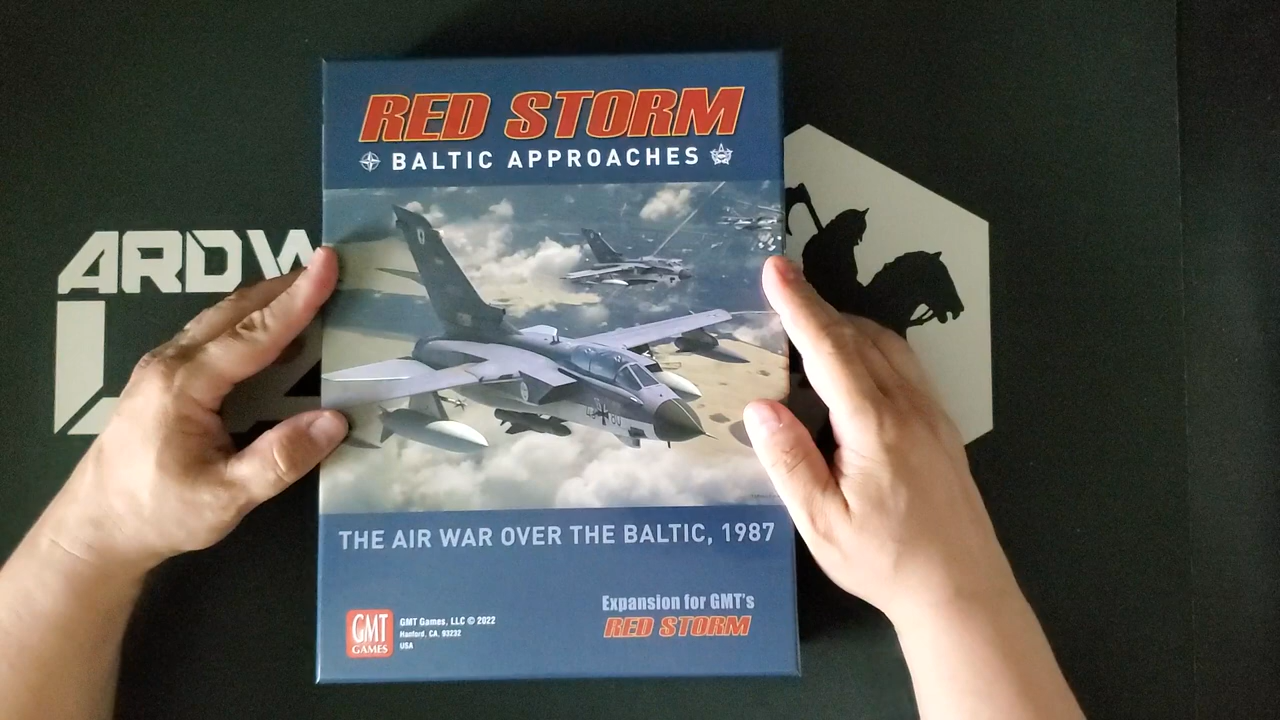 RED STORM
BALTIC APPROACHES
THE AIR WAR OVER THE BALTIC, 1987
GMT
GAMES
GMT Games, LLC © 2022
Hanford, CA, 93232
USA
Expansion for GMT's
RED STORM
ARDW